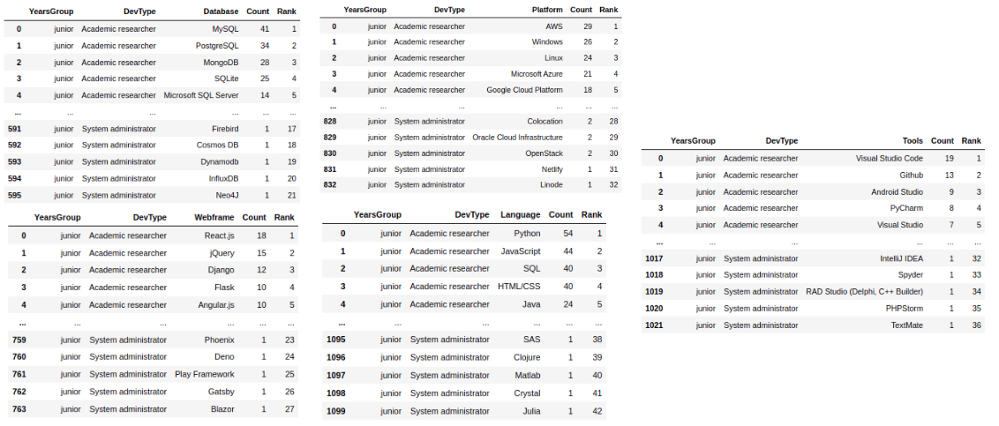 YearsGroup DevType Database Count Rank
0 junior Academic researcher MySQL 41 1
1 junior Academic researcher PostgreSQL 34 2
2 junior Academic researcher MongoDB 28 3
3 junior Academic researcher SQLite 25 4
4 junior Academic researcher Microsoft SQL Server 14 5
... ... ... ... ... ...
591 junior System administrator Firebird 1 17
592 junior System administrator Cosmos DB 1 18
593 junior System administrator Dynamodb 1 19
594 junior System administrator InfluxDB 1 20
595 junior System administrator Neo4J 1 21
YearsGroup DevType Platform Count Rank
0 junior Academic researcher AWS 29 1
1 junior Academic researcher Windows 26 2
2 junior Academic researcher Linux 24 3
3 junior Academic researcher Microsoft Azure 21 4
4 junior Academic researcher Google Cloud Platform 18 5
... ... ... ... ... ...
828 junior System administrator Colocation 2 28
829 junior System administrator Oracle Cloud Infrastructure 2 29
830 junior System administrator OpenStack 2 30
831 junior System administrator Netlify 1 31
832 junior System administrator Linode 1 32
YearsGroup DevType Webframe Count Rank
0 junior Academic researcher React.js 18 1
1 junior Academic researcher jQuery 15 2
2 junior Academic researcher Django 12 3
3 junior Academic researcher Flask 10 4
4 junior Academic researcher Angular.js 10 5
... ... ... ... ... ...
759 junior System administrator Phoenix 1 23
760 junior System administrator Deno 1 24
761 junior System administrator Play Framework 1 25
762 junior System administrator Gatsby 1 26
763 junior System administrator Blazor 1 27
YearsGroup DevType Language Count Rank
0 junior Academic researcher Python 54 1
1 junior Academic researcher JavaScript 44 2
2 junior Academic researcher SQL 40 3
3 junior Academic researcher HTML/CSS 40 4
4 junior Academic researcher Java 24 5
... ... ... ... ... ...
1095 junior System administrator SAS 1 38
1096 junior System administrator Clojure 1 39
1097 junior System administrator Matlab 1 40
1098 junior System administrator Crystal 1 41
1099 junior System administrator Julia 1 42
YearsGroup DevType Tools Count Rank
0 junior Academic researcher Visual Studio Code 19 1
1 junior Academic researcher Github 13 2
2 junior Academic researcher Android Studio 9 3
3 junior Academic researcher PyCharm 8 4
4 junior Academic researcher Visual Studio 7 5
... ... ... ... ... ...
1017 junior System administrator IntelliJ IDEA 1 32
1018 junior System administrator Spyder 1 33
1019 junior System administrator RAD Studio (Delphi, C++ Builder) 1 34
1020 junior System administrator PHPStorm 1 35
1021 junior System administrator TextMate 1 36